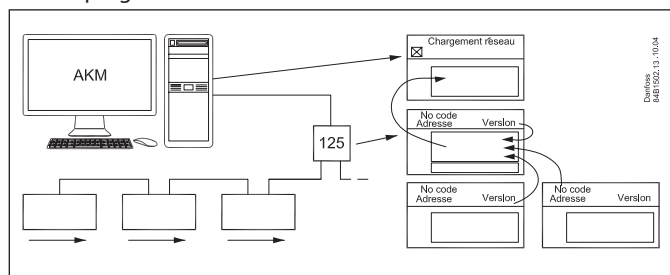 AKM
125
Chargement rêseau
No code
Adresse Version
No code
Adresse Version
No code
Adresse Version
Danfoss
84B1502.13 -10.04